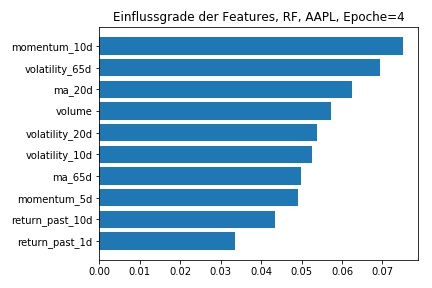 Einflussgrade der Features, RF, AAPL, Epoche=4
momentum_10d
volatility_65d
ma_20d
volume
volatility_20d
volatility_10d
ma_65d
momentum_5d
return_past_10d
return_past_1d
0.00 0.01 0.02 0.03 0.04 0.05 0.06 0.07